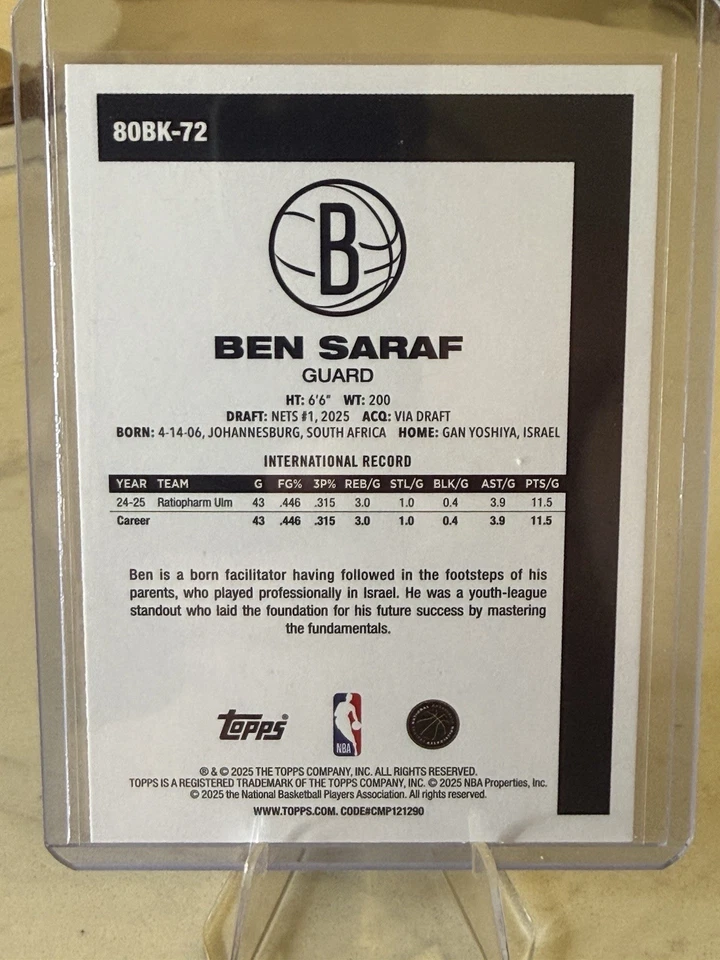 80BK-72
B
BEN SARAF
GUARD
HT: 6'6" WT: 200
DRAFT: NETS #1, 2025 ACQ: VIA DRAFT
BORN: 4-14-06, JOHANNESBURG, SOUTH AFRICA HOME: GAN YOSHIYA, ISRAEL
INTERNATIONAL RECORD
YEAR TEAM G FG% 3P% REB/G STL/G BLK/G AST/G PTS/G
24-25 Ratiopharm Ulm 43 .446 .315 3.0 1.0 0.4 3.9 11.5
Career 43 .446 .315 3.0 1.0 0.4 3.9 11.5
Ben is a born facilitator having followed in the footsteps of his
parents, who played professionally in Israel. He was a youth-league
standout who laid the foundation for his future success by mastering
the fundamentals.
Topps®
NBA
® & © 2025 THE TOPPS COMPANY, INC. ALL RIGHTS RESERVED.
TOPPS IS A REGISTERED TRADEMARK OF THE TOPPS COMPANY, INC. © 2025 NBA Properties, Inc.
© 2025 the National Basketball Players Association. All rights reserved.
WWW.TOPPS.COM. CODE#CMP121290